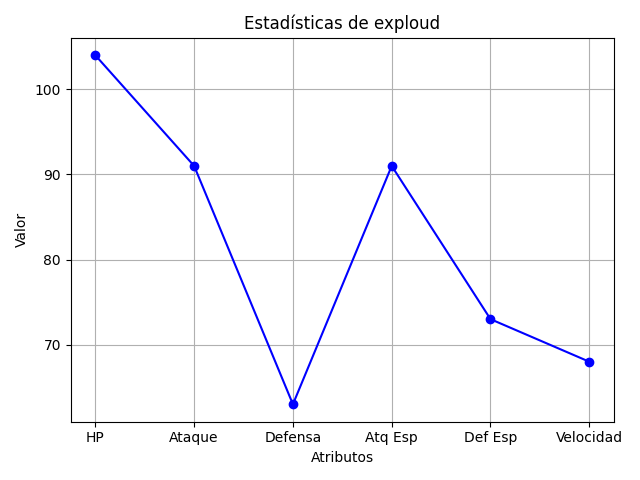 Estadísticas de exploud
Valor
100
90
80
70
HP Ataque Defensa Atq Esp Def Esp Velocidad
Atributos